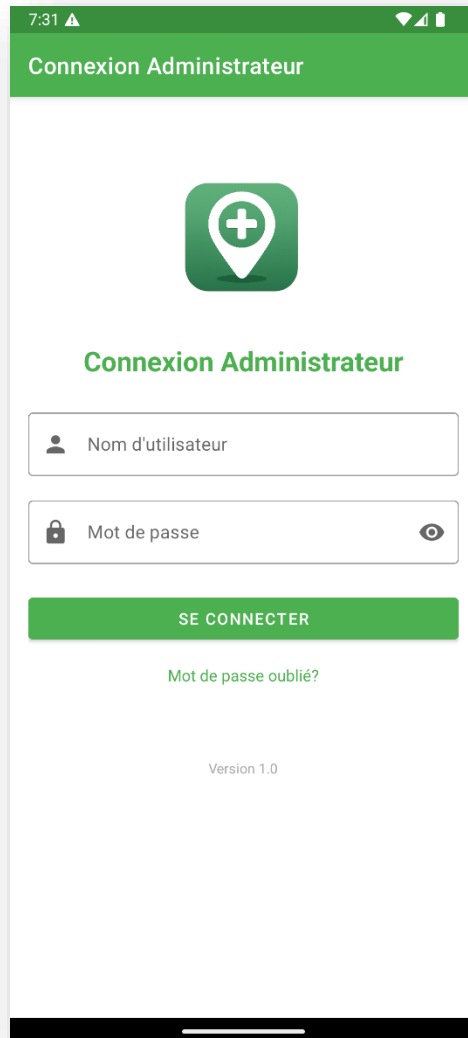 7:31
Connexion Administrateur
Connexion Administrateur
Nom d'utilisateur
Mot de passe
SE CONNECTER
Mot de passe oublié?
Version 1.0